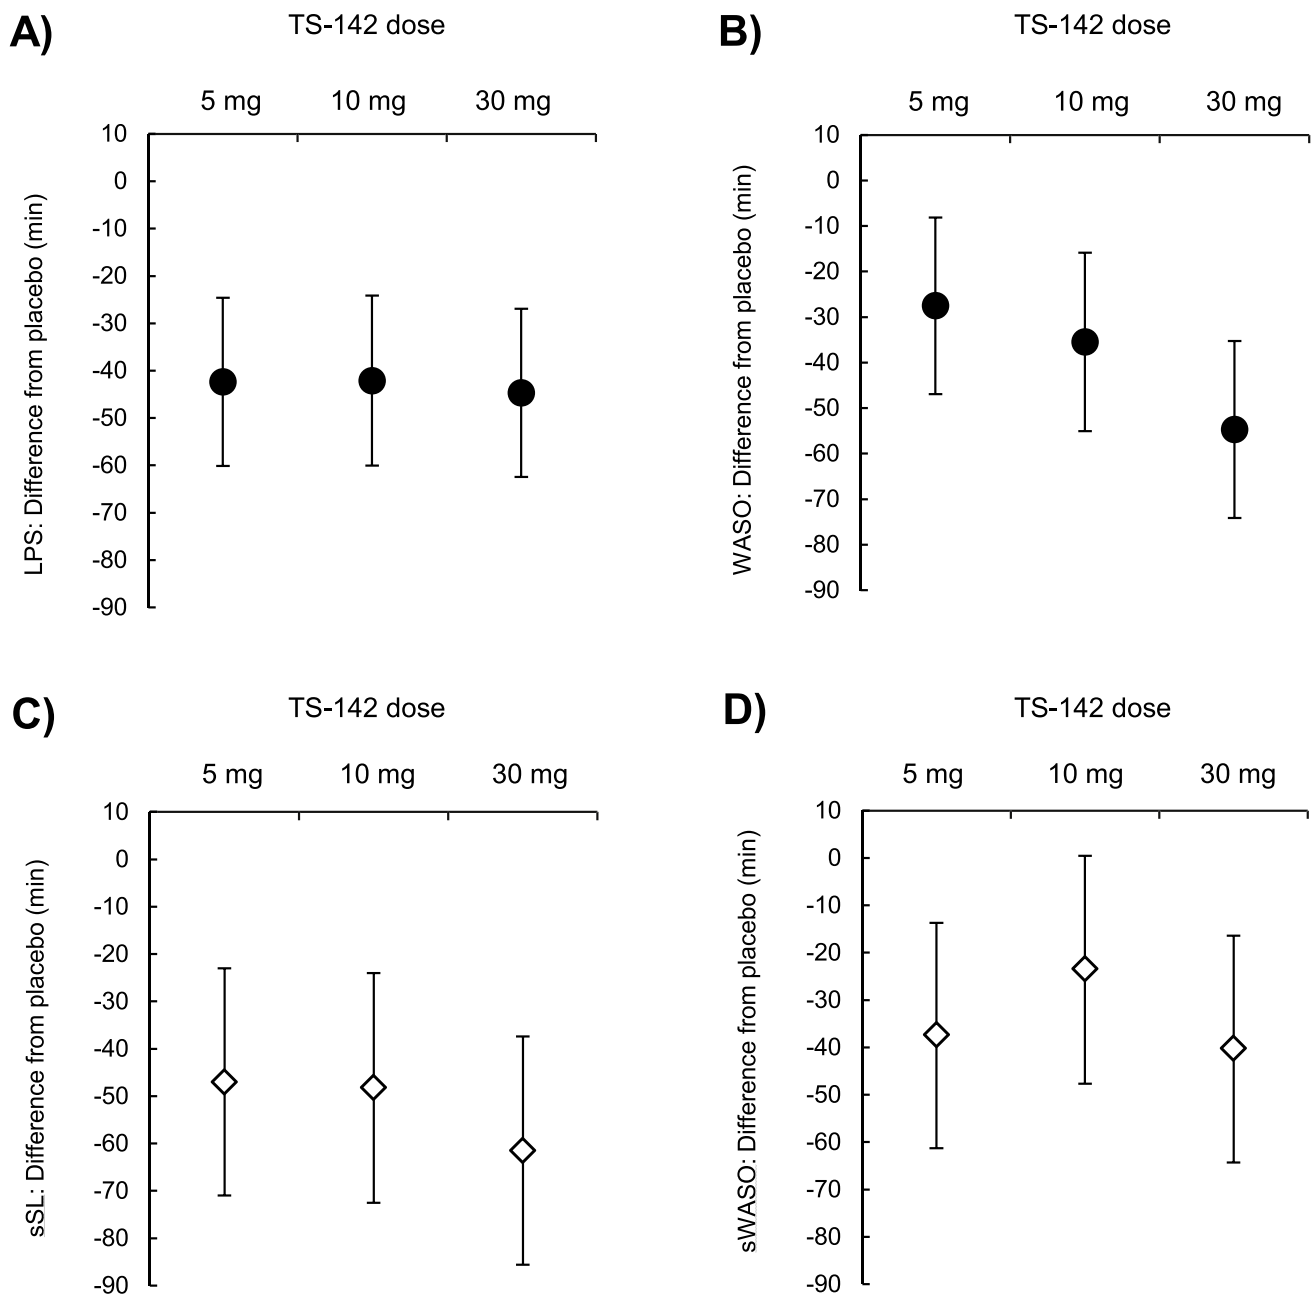 A)
TS-142 dose
5 mg 10 mg 30 mg
10
0
-10
-20
-30
-40
-50
-60
-70
-80
-90
LPS: Difference from placebo (min)
B)
TS-142 dose
5 mg 10 mg 30 mg
10
0
-10
-20
-30
-40
-50
-60
-70
-80
-90
WASO: Difference from placebo (min)
C)
TS-142 dose
5 mg 10 mg 30 mg
10
0
-10
-20
-30
-40
-50
-60
-70
-80
-90
sSL: Difference from placebo (min)
D)
TS-142 dose
5 mg 10 mg 30 mg
10
0
-10
-20
-30
-40
-50
-60
-70
-80
-90
sWASO: Difference from placebo (min)